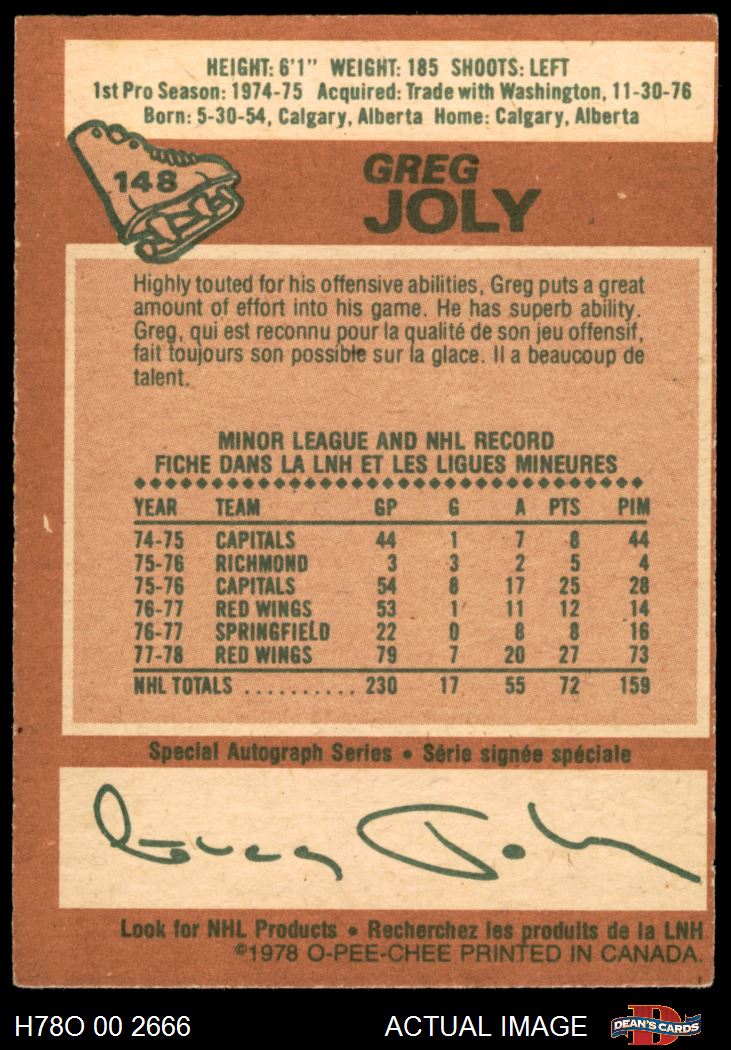 HEIGHT: 6'1" WEIGHT: 185 SHOOTS: LEFT
1st Pro Season: 1974-75 Acquired: Trade with Washington, 11-30-76
Born: 5-30-54, Calgary, Alberta Home: Calgary, Alberta
148
GREG
JOLY
Highly touted for his offensive abilities, Greg puts a great
amount of effort into his game. He has superb ability.
Greg, qui est reconnu pour la qualité de son jeu offensif,
fait toujours son possible sur la glace. Il a beaucoup de
talent.
MINOR LEAGUE AND NHL RECORD
FICHE DANS LA LNH ET LES LIGUES MINEURES
YEAR TEAM GP G A PTS PIM
74-75 CAPITALS 44 1 7 8 44
75-76 RICHMOND 3 3 2 5 4
75-76 CAPITALS 54 8 17 25 28
76-77 RED WINGS 53 1 11 12 14
76-77 SPRINGFIELD 22 0 8 8 16
77-78 RED WINGS 79 7 20 27 73
NHL TOTALS .......... 230 17 55 72 159
Special Autograph Series • Série signée spéciale
Greg Joly
Look for NHL Products • Recherchez les produits de la LNH
©1978 O-PEE-CHEE PRINTED IN CANADA.
H78O 00 2666 ACTUAL IMAGE DEAN'S CARDS